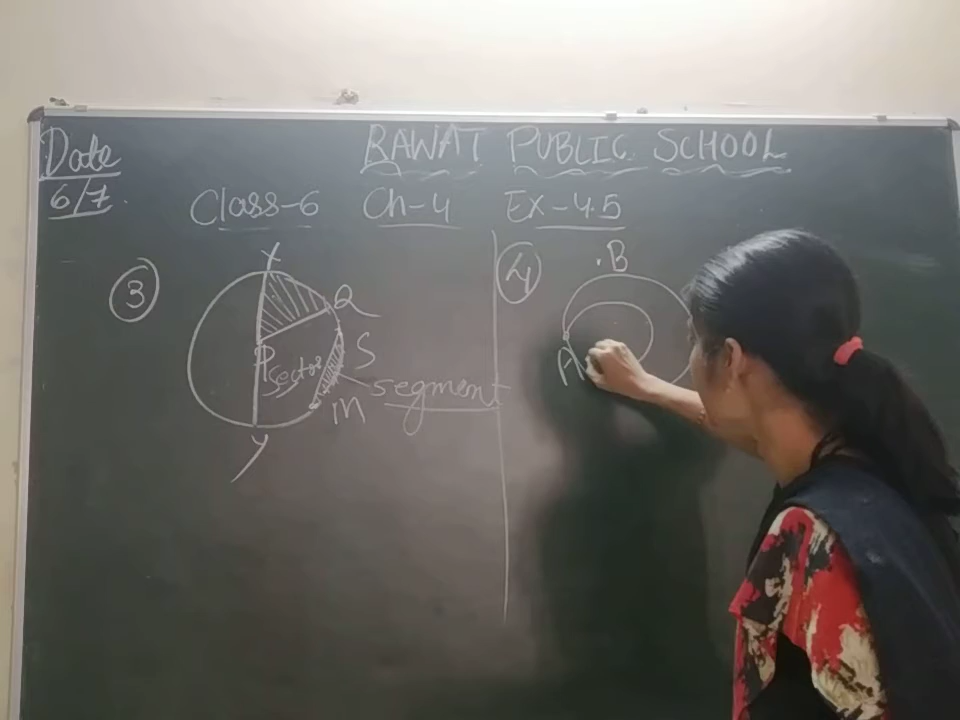 Date
6/7.
RAWAT PUBLIC SCHOOL
Class-6 Ch-4 Ex-4.5
3
X
Q
P
S
sector
segment
M
Y
4
B
A